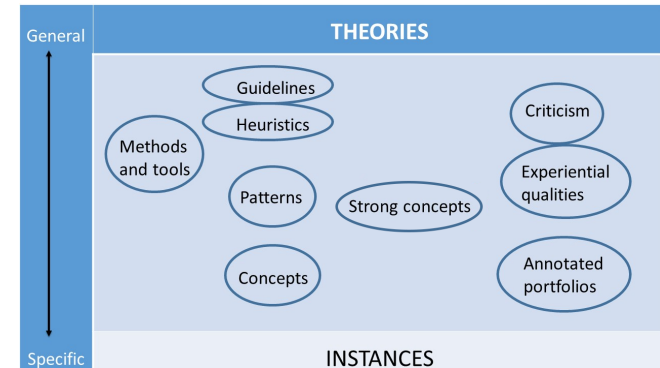 General
THEORIES
Guidelines
Heuristics
Criticism
Methods
and tools
Experiential
qualities
Patterns
Strong concepts
Concepts
Annotated
portfolios
Specific
INSTANCES